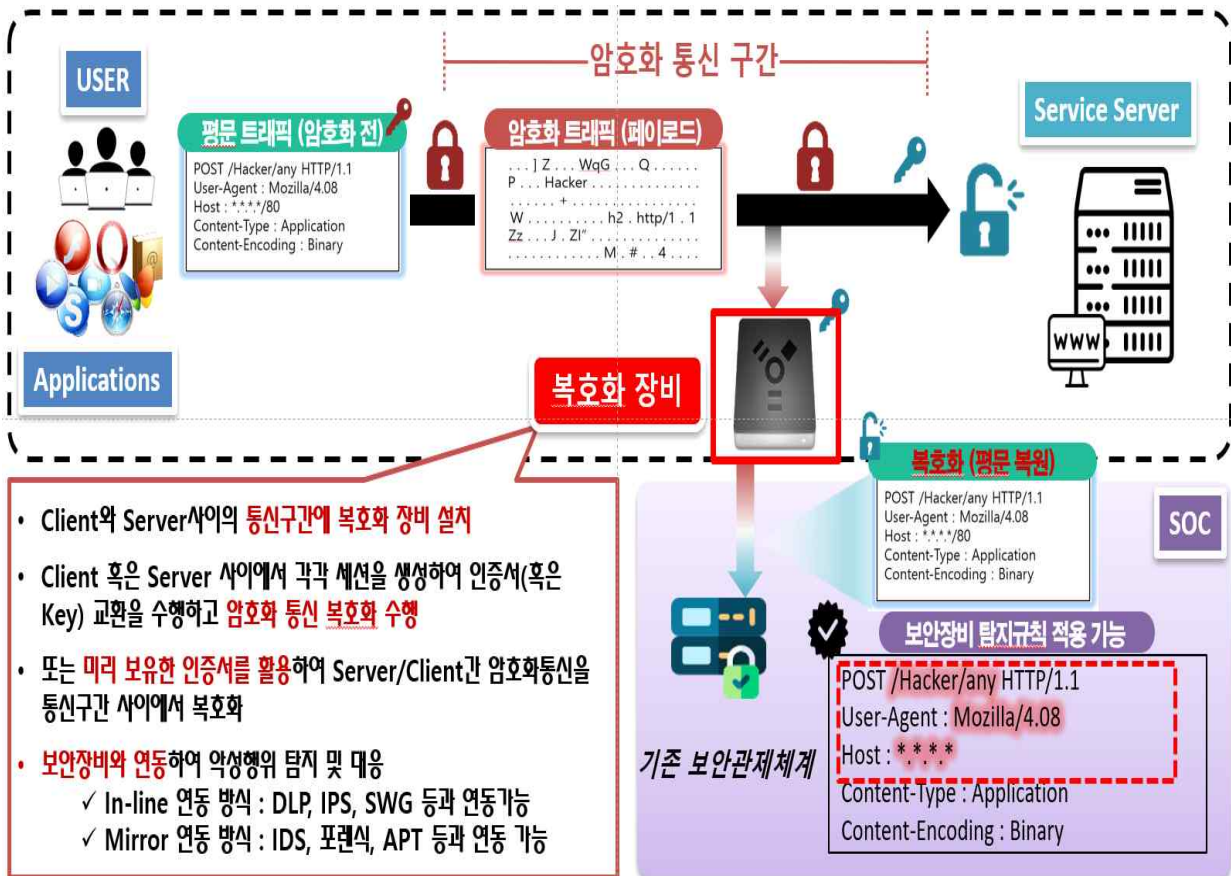 암호화 통신 구간
USER
Service Server
평문 트래픽 (암호화 전)
POST /Hacker/any HTTP/1.1
User-Agent : Mozilla/4.08
Host : *.*.*.*/80
Content-Type : Application
Content-Encoding : Binary
암호화 트래픽 (페이로드)
. . . ] Z . . . WqG . . . Q . . . . . .
P . . . Hacker . . . . . . . . . . . . . .
. . . . . . + . . . . . . . . . . . . . . . .
W . . . . . . . . . . h2 . http/1 . 1
Zz . . . J . ZI" . . . . . . . . . . . . . .
. . . . . . . . . . . . M . # . . 4 . . . .
WWW
Applications
복호화 장비
• Client와 Server사이의 통신구간에 복호화 장비 설치
• Client 혹은 Server 사이에서 각각 세션을 생성하여 인증서(혹은
Key) 교환을 수행하고 암호화 통신 복호화 수행
• 또는 미리 보유한 인증서를 활용하여 Server/Client간 암호화통신을
통신구간 사이에서 복호화
• 보안장비와 연동하여 악성행위 탐지 및 대응
✓ In-line 연동 방식 : DLP, IPS, SWG 등과 연동가능
✓ Mirror 연동 방식 : IDS, 포렌식, APT 등과 연동 가능
복호화 (평문 복원)
POST /Hacker/any HTTP/1.1
User-Agent : Mozilla/4.08
Host : *.*.*.*/80
Content-Type : Application
Content-Encoding : Binary
SOC
기존 보안관제체계
보안장비 탐지규칙 적용 가능
POST /Hacker/any HTTP/1.1
User-Agent : Mozilla/4.08
Host : *.*.*.*
Content-Type : Application
Content-Encoding : Binary